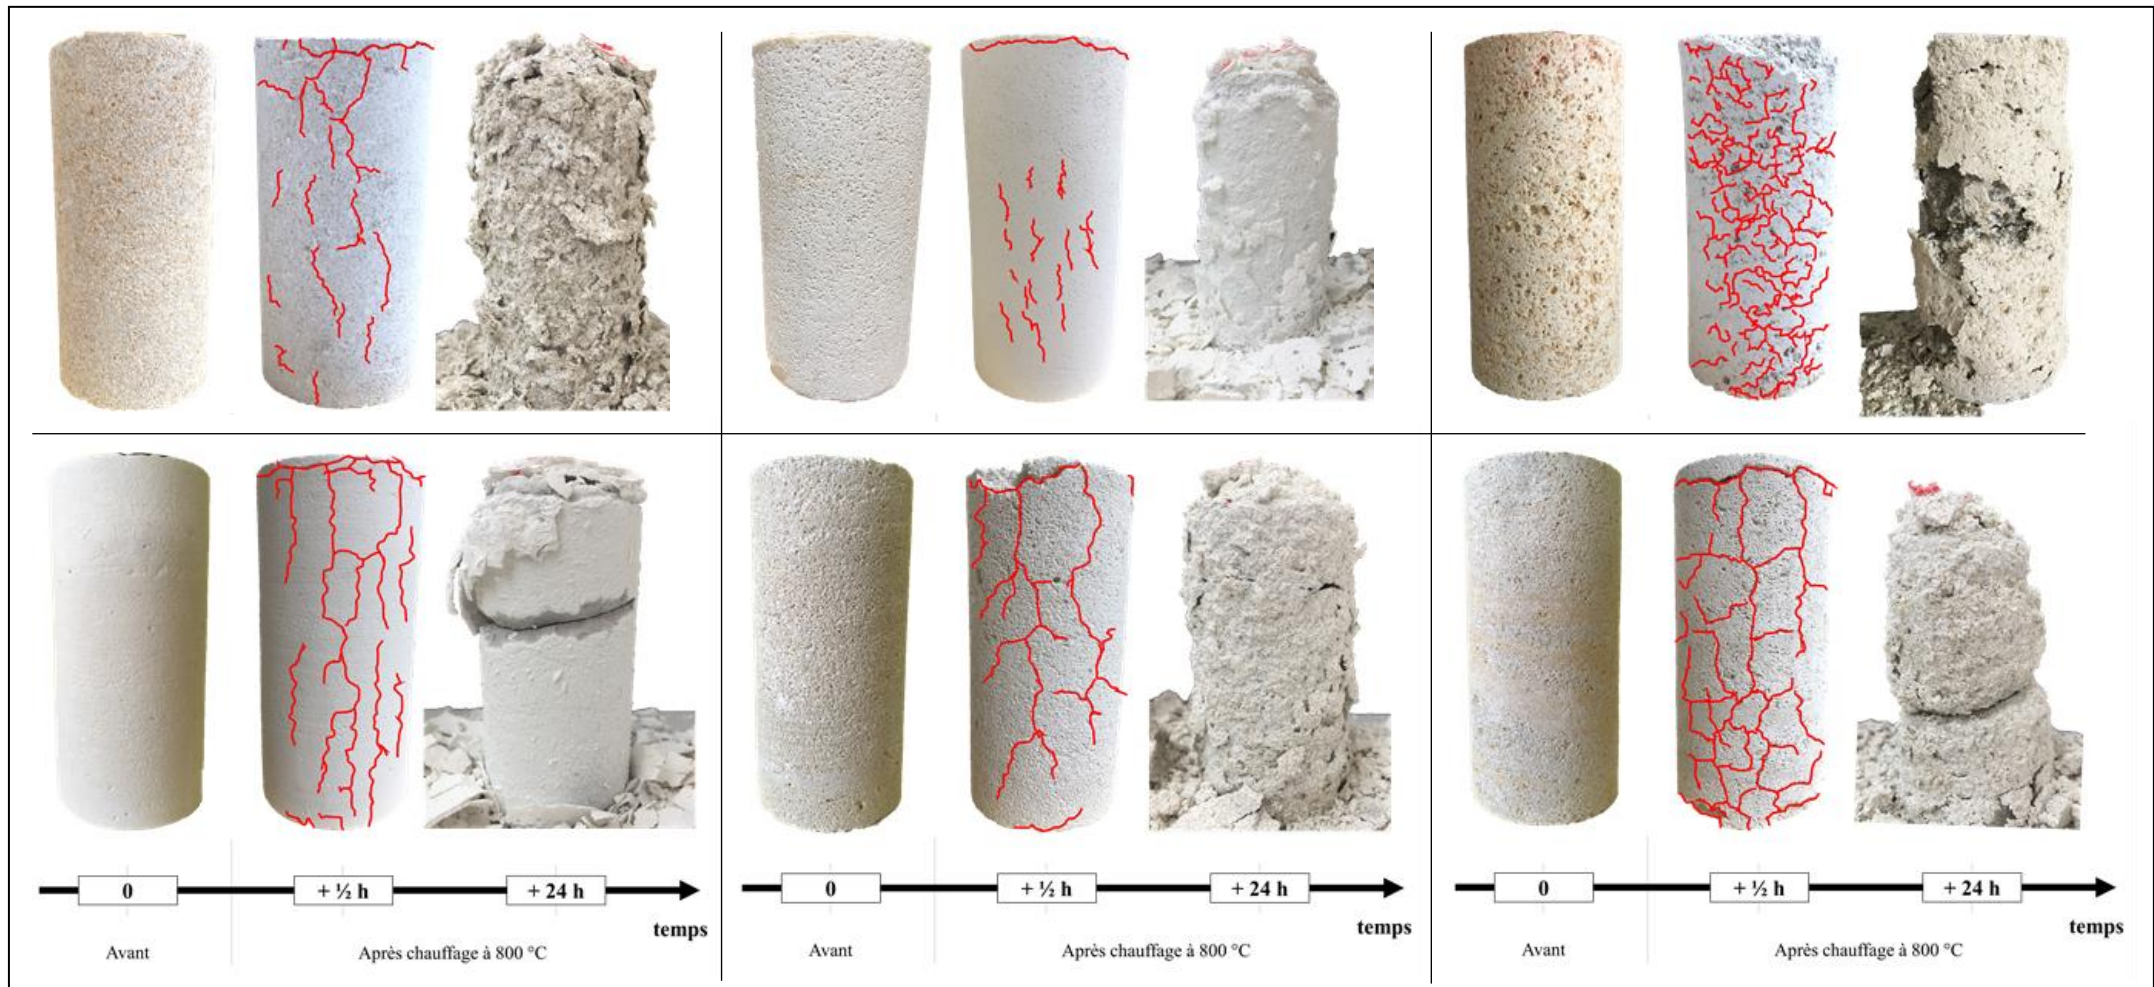 0 + ½ h + 24 h
temps
Avant Après chauffage à 800 °C
0 + ½ h + 24 h
temps
Avant Après chauffage à 800 °C
0 + ½ h + 24 h
temps
Avant Après chauffage à 800 °C